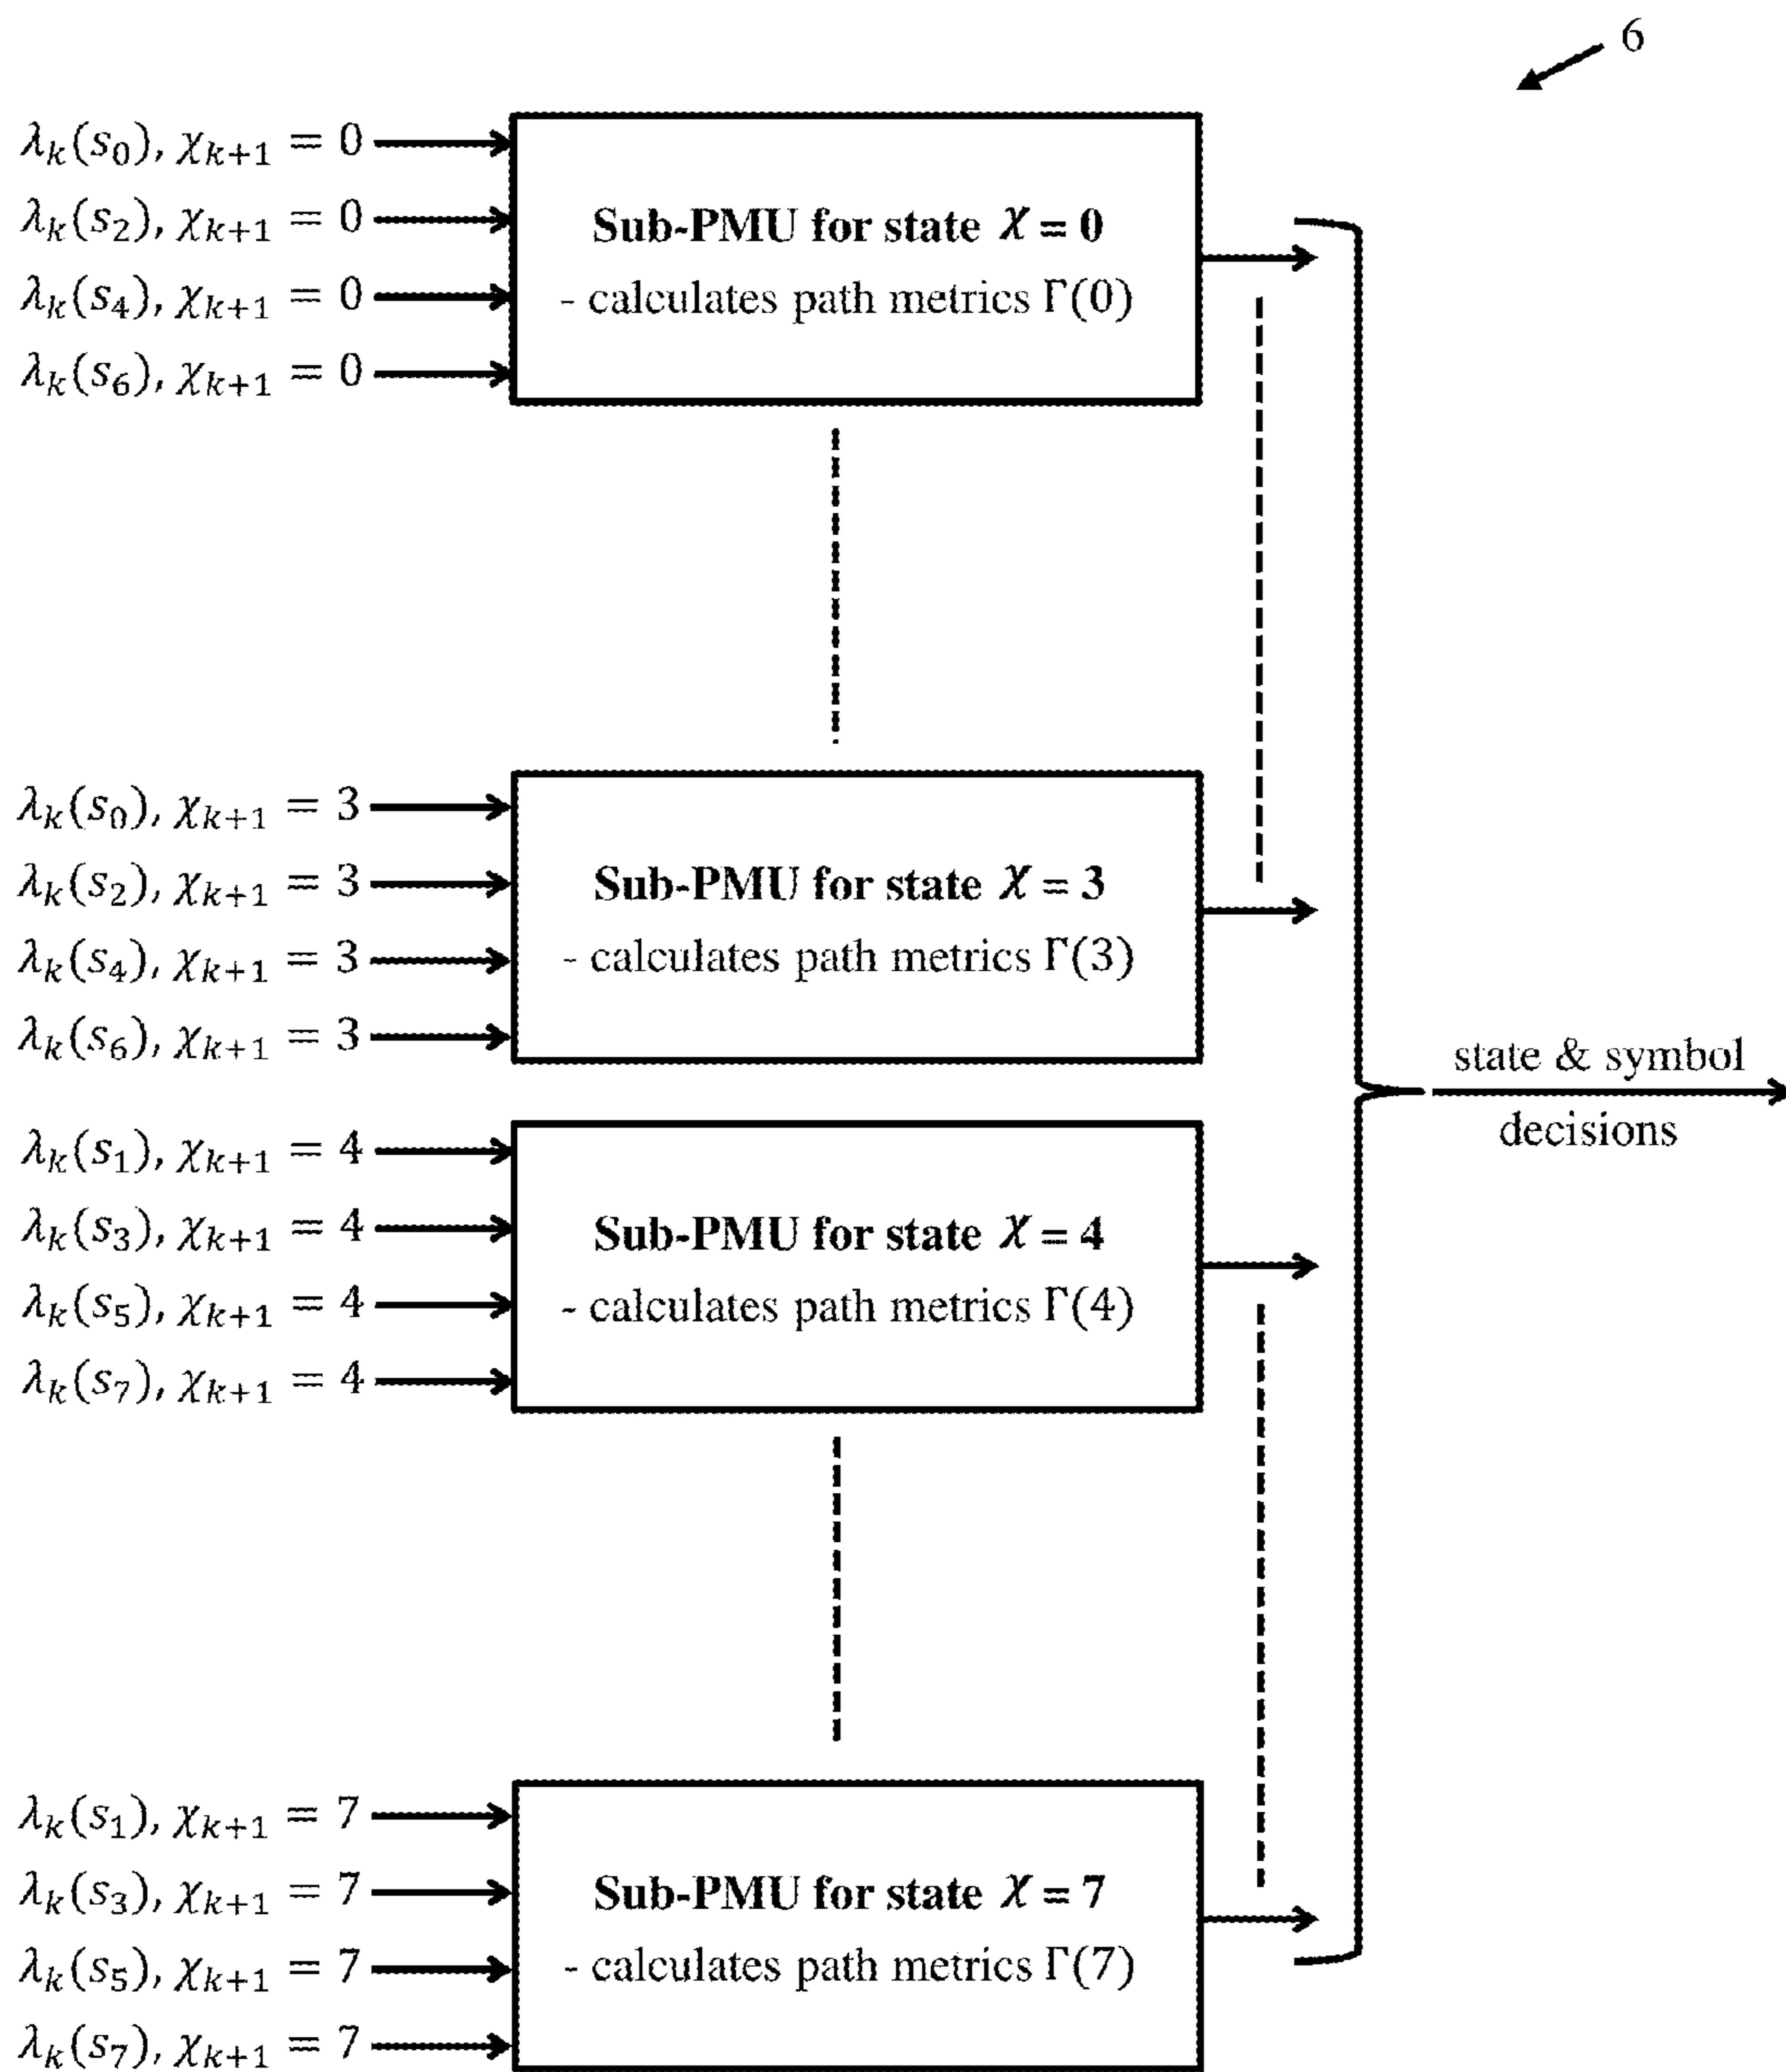 6
λₖ(s₀), χₖ₊₁ = 0
λₖ(s₂), χₖ₊₁ = 0
λₖ(s₄), χₖ₊₁ = 0
λₖ(s₆), χₖ₊₁ = 0
Sub-PMU for state χ = 0
- calculates path metrics Γ(0)
λₖ(s₀), χₖ₊₁ = 3
λₖ(s₂), χₖ₊₁ = 3
λₖ(s₄), χₖ₊₁ = 3
λₖ(s₆), χₖ₊₁ = 3
Sub-PMU for state χ = 3
- calculates path metrics Γ(3)
λₖ(s₁), χₖ₊₁ = 4
λₖ(s₃), χₖ₊₁ = 4
λₖ(s₅), χₖ₊₁ = 4
λₖ(s₇), χₖ₊₁ = 4
Sub-PMU for state χ = 4
- calculates path metrics Γ(4)
λₖ(s₁), χₖ₊₁ = 7
λₖ(s₃), χₖ₊₁ = 7
λₖ(s₅), χₖ₊₁ = 7
λₖ(s₇), χₖ₊₁ = 7
Sub-PMU for state χ = 7
- calculates path metrics Γ(7)
state & symbol
decisions